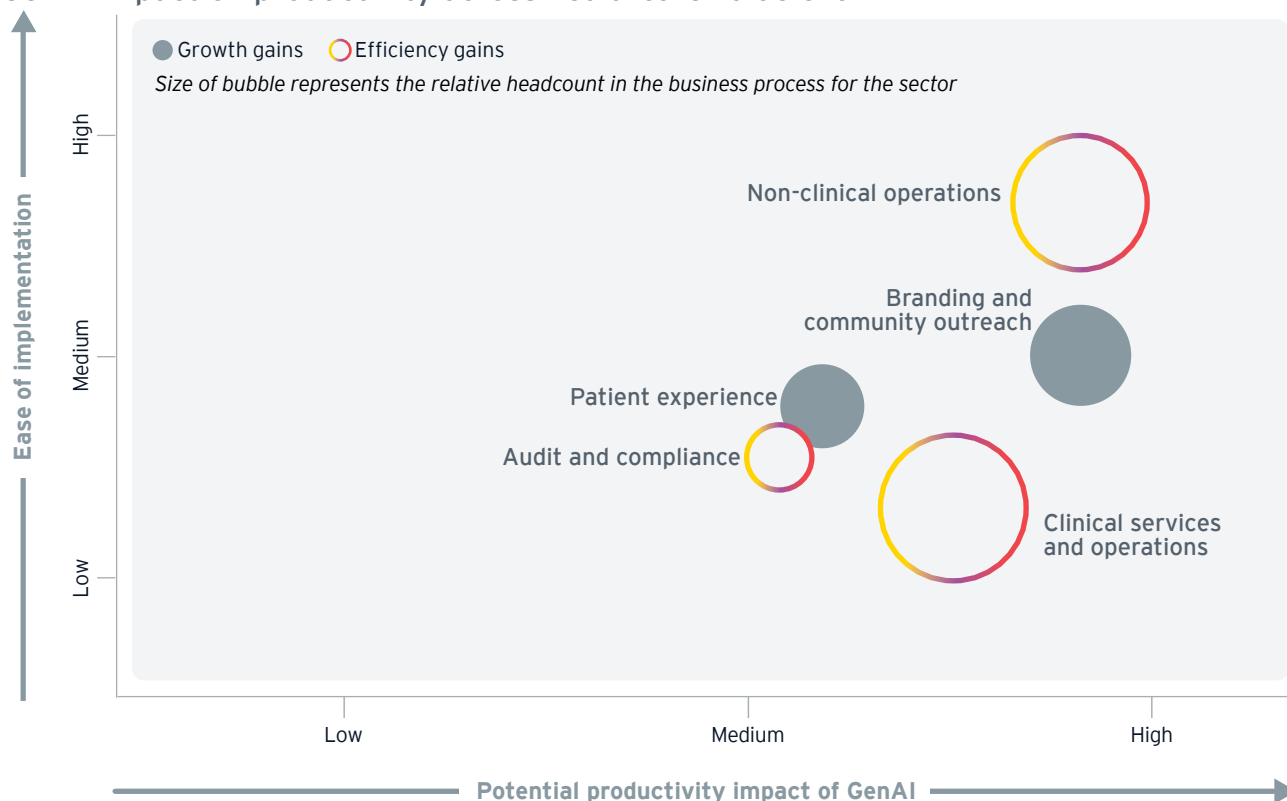 Growth gains
Efficiency gains
Size of bubble represents the relative headcount in the business process for the sector
High
Medium
Low
Ease of implementation
Non-clinical operations
Branding and
community outreach
Patient experience
Audit and compliance
Clinical services
and operations
Low
Medium
High
Potential productivity impact of GenAI